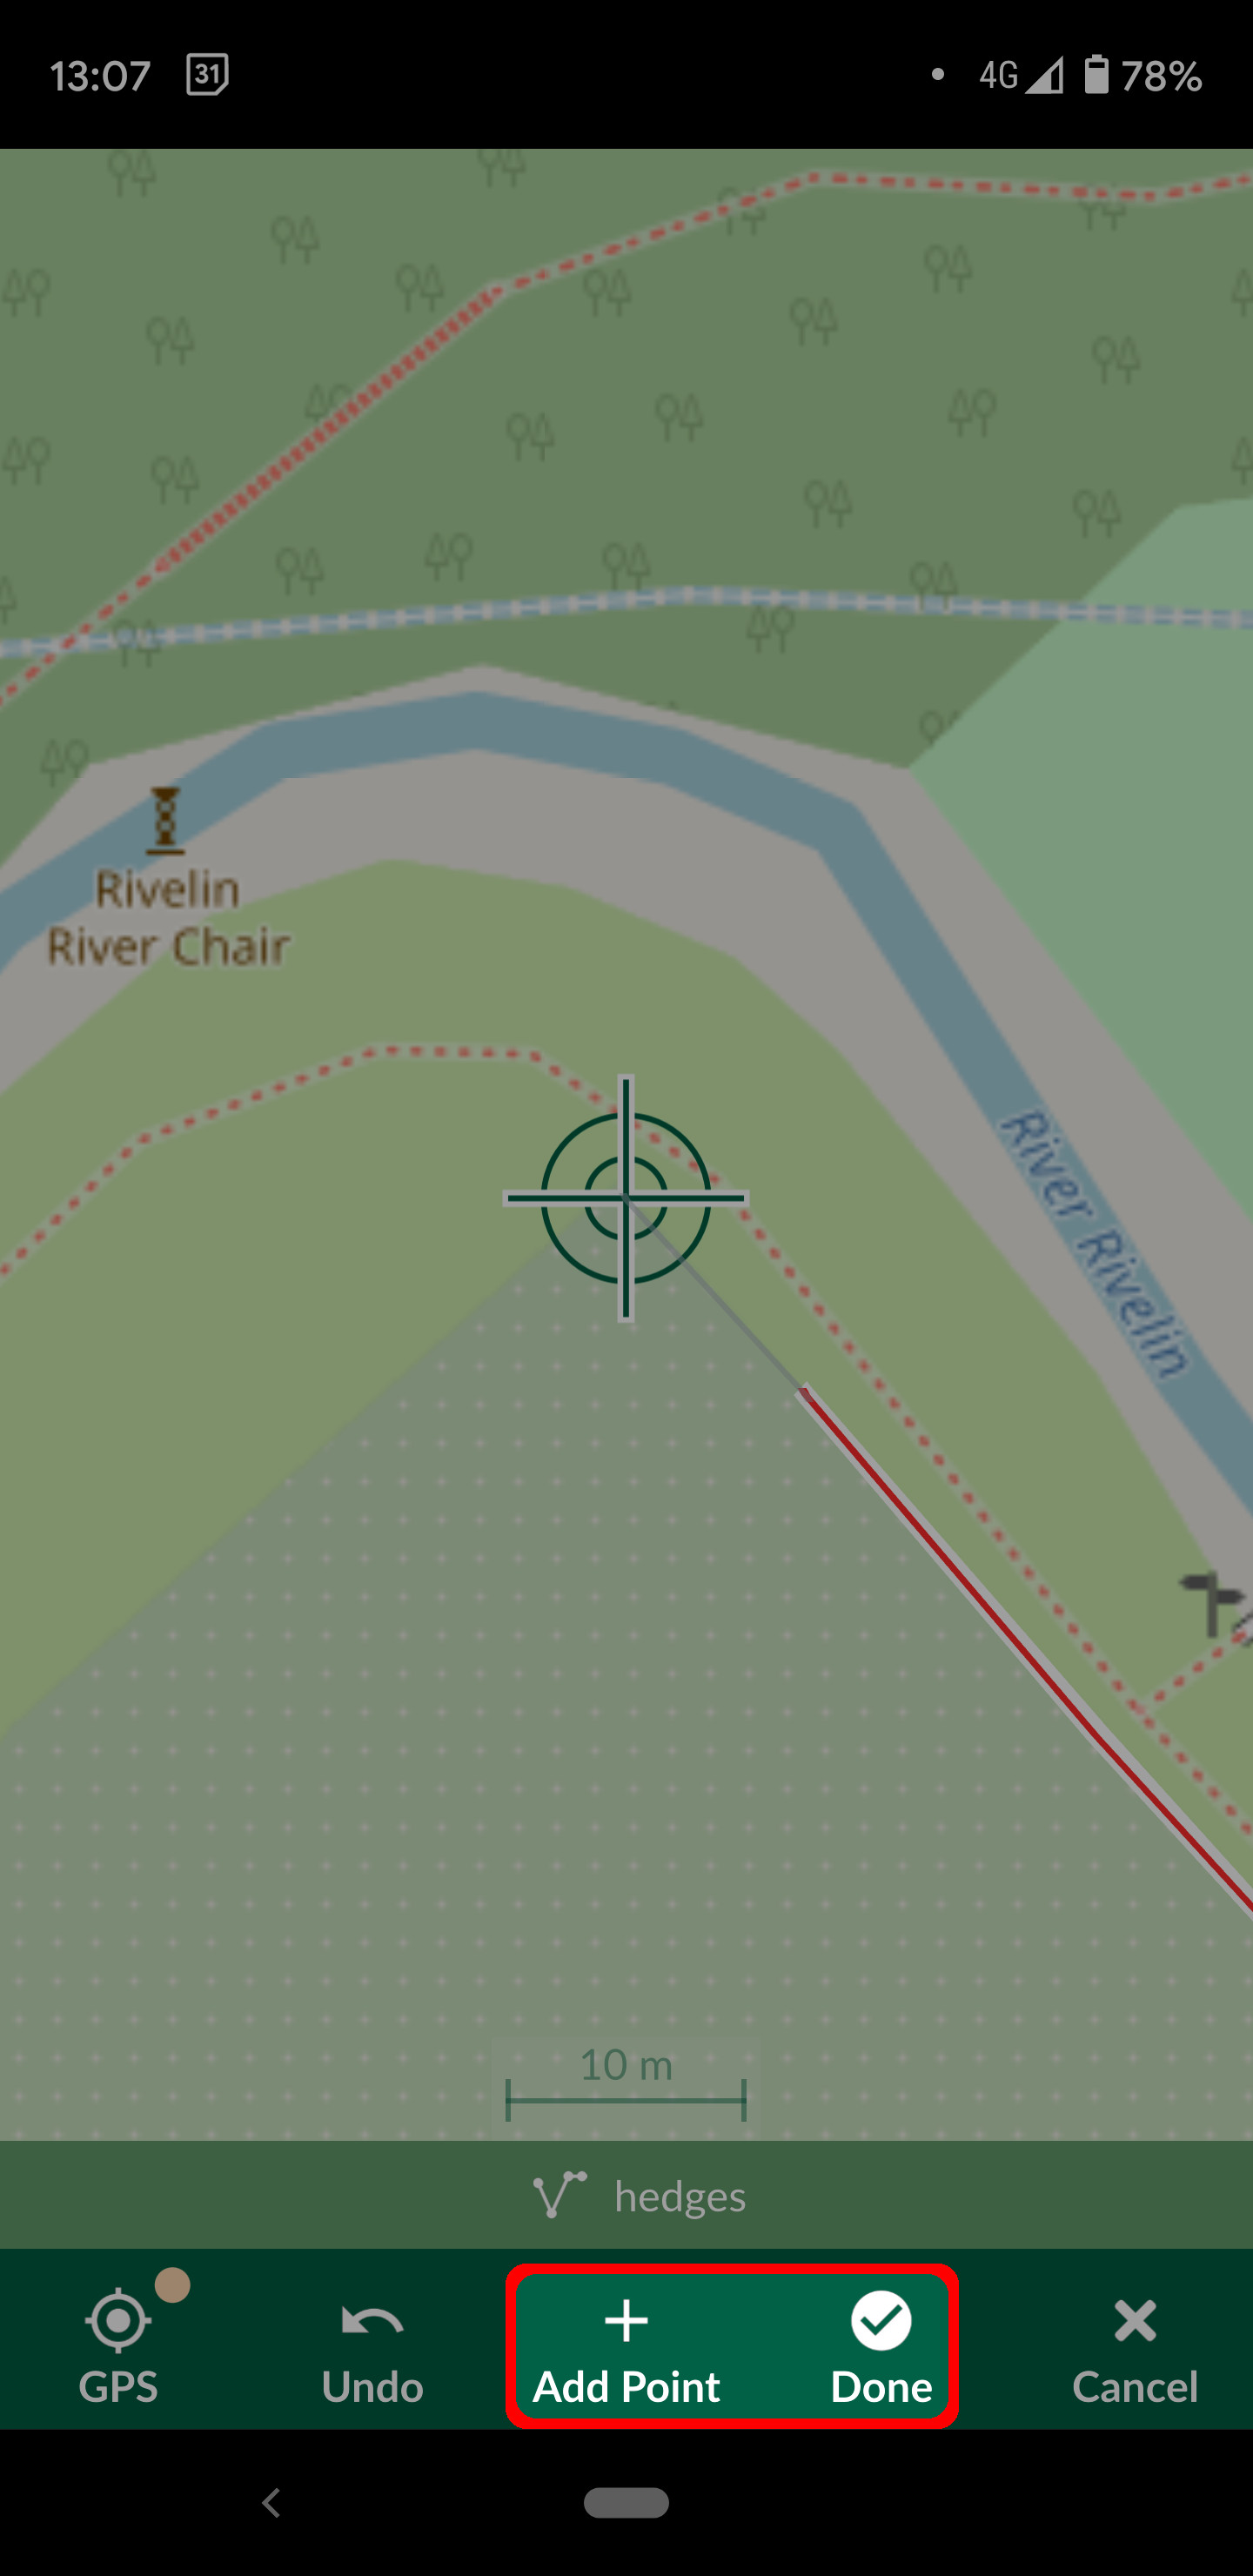 13:07 31 4G 78%
Rivelin
River Chair
River Rivelin
10 m
hedges
GPS Undo Add Point Done Cancel